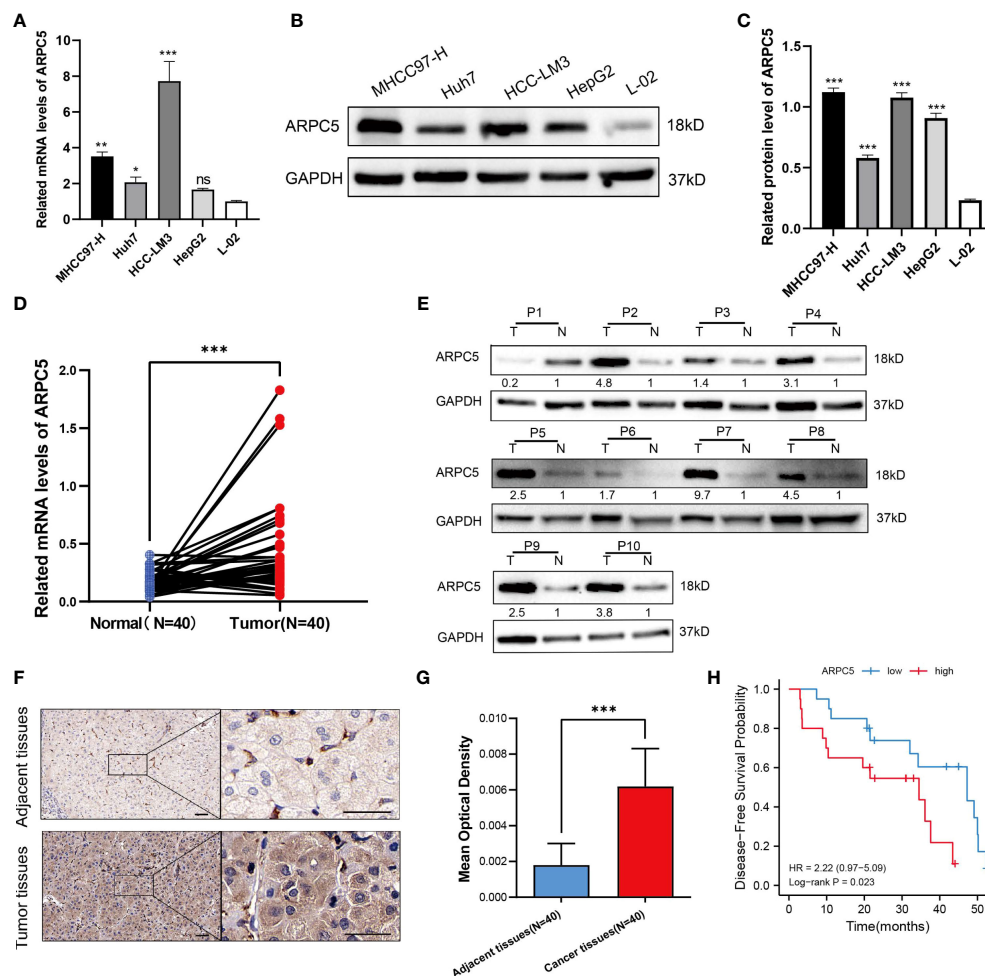 A
Related mRNA levels of ARPC5
10
8
6
4
2
0
**
*
***
ns
MHCC97-H
Huh7
HCC-LM3
HepG2
L-02
B
MHCC97-H
Huh7
HCC-LM3
HepG2
L-02
ARPC5
18kD
GAPDH
37kD
C
Related protein level of ARPC5
1.5
1.0
0.5
0.0
***
***
***
***
MHCC97-H
Huh7
HCC-LM3
HepG2
L-02
D
Related mRNA levels of ARPC5
***
2.0
1.5
1.0
0.5
0.0
Normal( N=40)
Tumor(N=40)
E
P1 P2 P3 P4
T N T N T N T N
ARPC5
18kD
0.2 1 4.8 1 1.4 1 3.1 1
GAPDH
37kD
P5 P6 P7 P8
T N T N T N T N
ARPC5
18kD
2.5 1 1.7 1 9.7 1 4.5 1
GAPDH
37kD
P9 P10
T N T N
ARPC5
18kD
2.5 1 3.8 1
GAPDH
37kD
F
Adjacent tissues
Tumor tissues
G
Mean Optical Density
0.010
0.008
0.006
0.004
0.002
0.000
***
Adjacent tissues(N=40)
Cancer tissues(N=40)
H
ARPC5 low high
Disease−Free Survival Probability
1.0
0.8
0.6
0.4
0.2
0.0
HR = 2.22 (0.97−5.09)
Log−rank P = 0.023
0 10 20 30 40 50
Time(months)